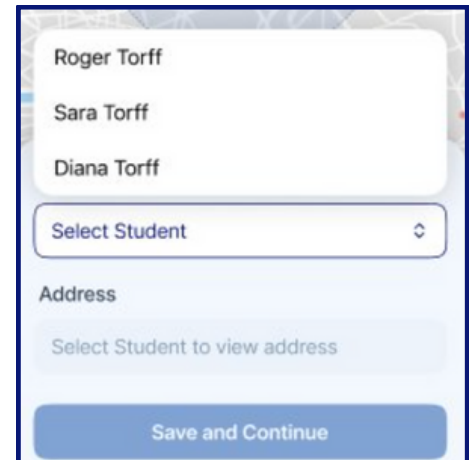 Roger Torff
Sara Torff
Diana Torff
Select Student
Address
Select Student to view address
Save and Continue